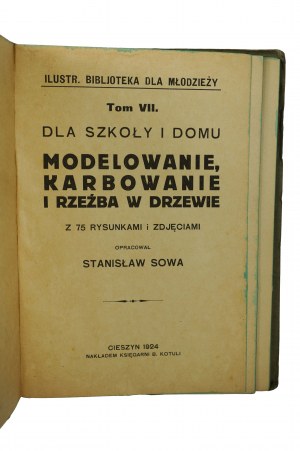 ILUSTR. BIBLJOTEKA DLA MŁODZIEŻY
Tom VII.
DLA SZKOŁY I DOMU
MODELOWANIE,
KARBOWANIE
I RZEŹBA W DRZEWIE
Z 75 RYSUNKAMI i ZDJĘCIAMI
OPRACOWAŁ
STANISŁAW SOWA
CIESZYN 1924
NAKŁADEM KSIĘGARNI B. KOTULI